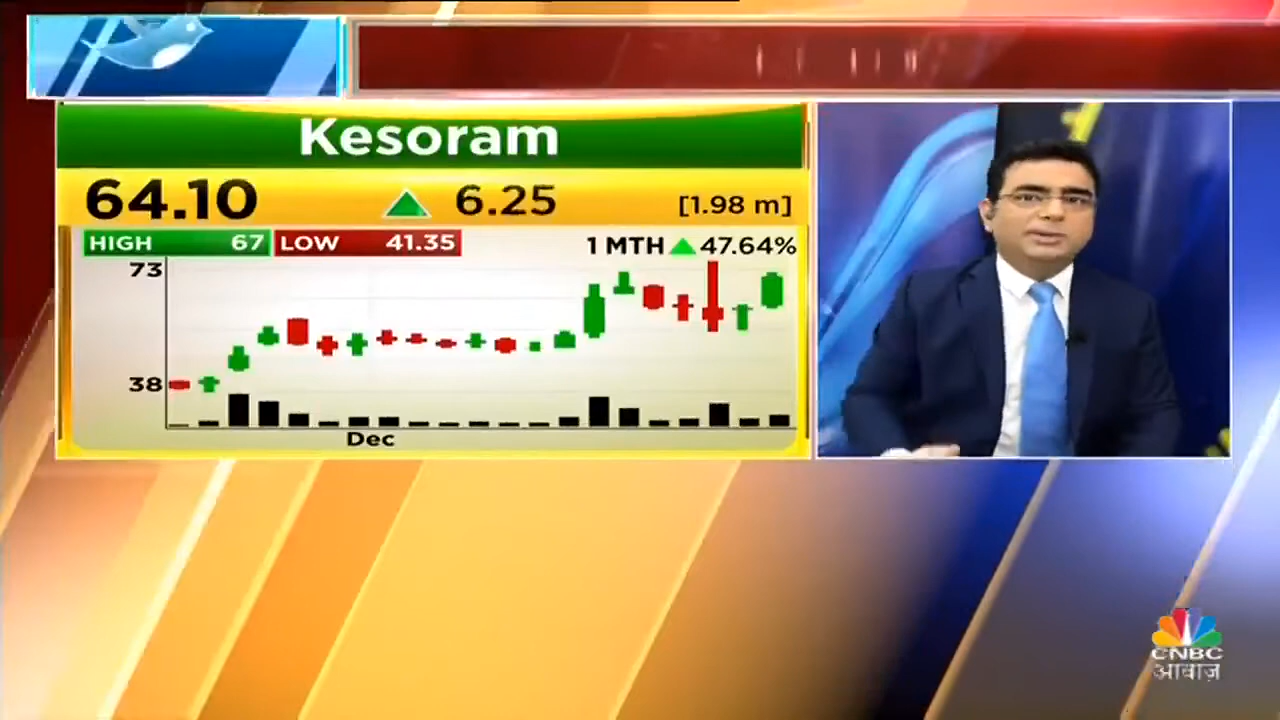 Kesoram
64.10 6.25 [1.98 m]
HIGH 67 LOW 41.35 1 MTH 47.64%
73
38
Dec
CNBC
आवाज़